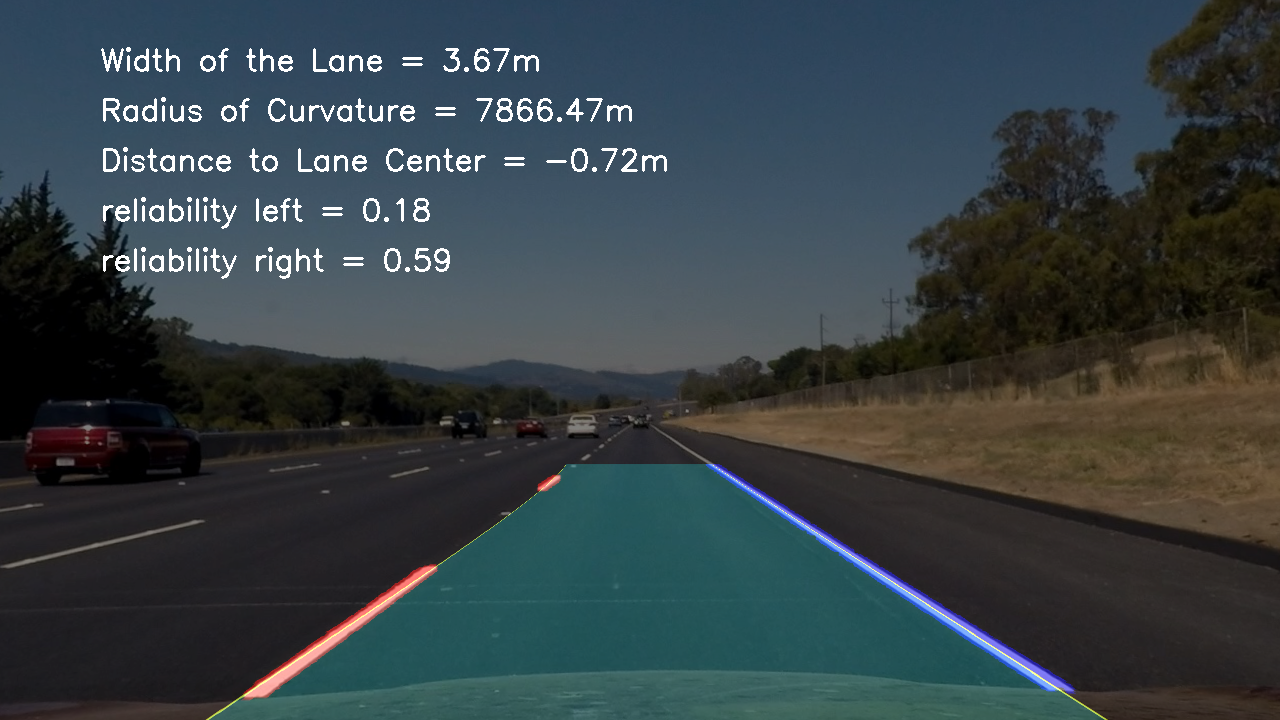 Width of the Lane = 3.67m
Radius of Curvature = 7866.47m
Distance to Lane Center = -0.72m
reliability left = 0.18
reliability right = 0.59